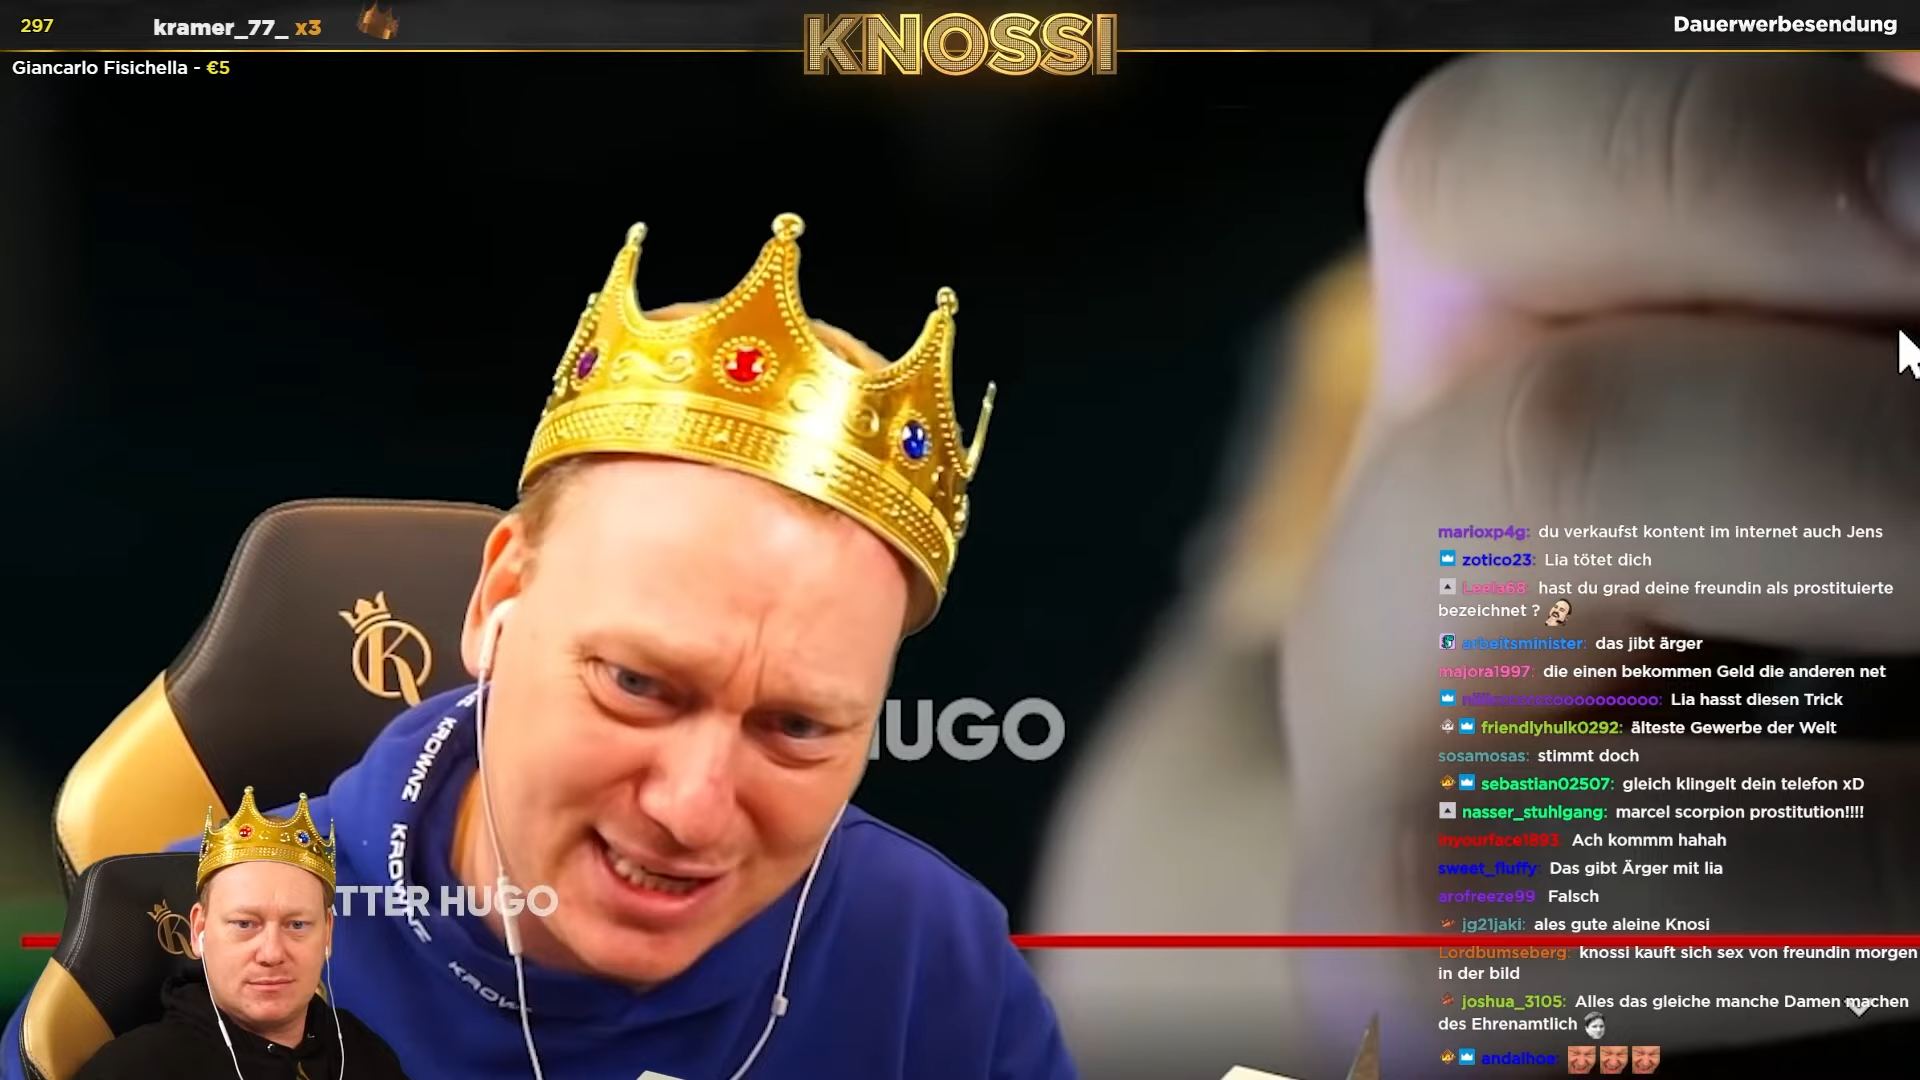 297
kramer_77_ x3
KNOSSI
Dauerwerbesendung
Giancarlo Fisichella - €5
K
KROWNZ
HUGO
TTER HUGO
marioxp4g: du verkaufst kontent im internet auch Jens
zotico23: Lia tötet dich
Leela68: hast du grad deine freundin als prostituierte
bezeichnet ?
arbeitsminister: das jibt ärger
majora1997: die einen bekommen Geld die anderen net
Lia hasst diesen Trick
friendlyhulk0292: älteste Gewerbe der Welt
sosamosas: stimmt doch
sebastian02507: gleich klingelt dein telefon xD
nasser_stuhlgang: marcel scorpion prostitution!!!!
inyourface1893: Ach kommm hahah
sweet_fluffy: Das gibt Ärger mit lia
arofreeze99 Falsch
jg21jaki: ales gute aleine Knosi
Lordbumseberg: knossi kauft sich sex von freundin morgen
in der bild
joshua_3105: Alles das gleiche manche Damen machen
des Ehrenamtlich
andalhoe: